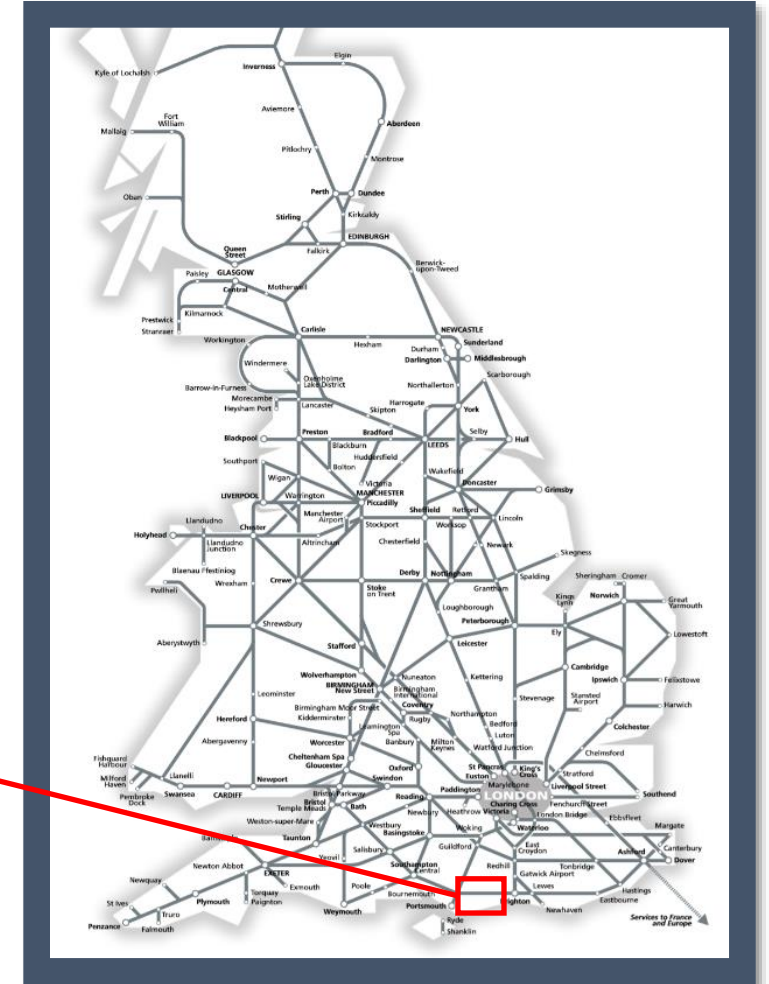 Elgin
Inverness
Kyle of Lochalsh
Aviemore
Fort
William
Mallaig
Aberdeen
Pitlochry
Montrose
Perth
Dundee
Oban
Stirling
Kirkcaldy
EDINBURGH
Queen
Street
Falkirk
Berwick-
upon-Tweed
Paisley
GLASGOW
Central
Motherwell
Kilmarnock
Prestwick
Stranraer
Carlisle
NEWCASTLE
Sunderland
Workington
Hexham
Durham
Darlington
Middlesbrough
Windermere
Scarborough
Oxenholme
Lake District
Northallerton
Barrow-in-Furness
Morecambe
Heysham Port
Lancaster
Harrogate
York
Skipton
Blackpool
Preston
Bradford
Selby
Hull
Blackburn
LEEDS
Huddersfield
Southport
Bolton
Wakefield
Wigan
Victoria
Doncaster
LIVERPOOL
Warrington
MANCHESTER
Piccadilly
Grimsby
Manchester
Airport
Sheffield
Retford
Llandudno
Chester
Stockport
Worksop
Lincoln
Holyhead
Llandudno
Junction
Altrincham
Chesterfield
Newark
Skegness
Blaenau Ffestiniog
Wrexham
Crewe
Derby
Nottingham
Spalding
Sheringham
Cromer
Pwllheli
Stoke
on Trent
Grantham
Kings
Lynn
Norwich
Great
Yarmouth
Loughborough
Peterborough
Shrewsbury
Ely
Lowestoft
Aberystwyth
Stafford
Leicester
Wolverhampton
Nuneaton
Kettering
Cambridge
BIRMINGHAM
New Street
Birmingham
International
Ipswich
Felixstowe
Leominster
Birmingham Moor Street
Coventry
Stevenage
Stansted
Airport
Harwich
Kidderminster
Rugby
Northampton
Hereford
Leamington
Spa
Bedford
Colchester
Abergavenny
Worcester
Banbury
Milton
Keynes
Luton
Watford Junction
Chelmsford
Fishguard
Harbour
Cheltenham Spa
Gloucester
Oxford
St Pancras
King's
Cross
Milford
Haven
Llanelli
Newport
Swindon
Euston
Stratford
Pembroke
Dock
Swansea
CARDIFF
Bristol Parkway
Paddington
Marylebone
Liverpool Street
Bristol
Temple Meads
Bath
Reading
LONDON
Southend
Newbury
Heathrow
Victoria
Charing Cross
Fenchurch Street
Weston-super-Mare
London Bridge
Ebbsfleet
Westbury
Basingstoke
Woking
Waterloo
Margate
Taunton
Salisbury
Guildford
East
Croydon
Canterbury
Yeovil
Redhill
Tonbridge
Ashford
Dover
Newton Abbot
EXETER
Southampton
Central
Gatwick Airport
Newquay
Exmouth
Poole
Lewes
Hastings
St Ives
Plymouth
Torquay
Paignton
Bournemouth
Eastbourne
Truro
Weymouth
Portsmouth
Newhaven
Penzance
Falmouth
Ryde
Shanklin
Services to France
and Europe